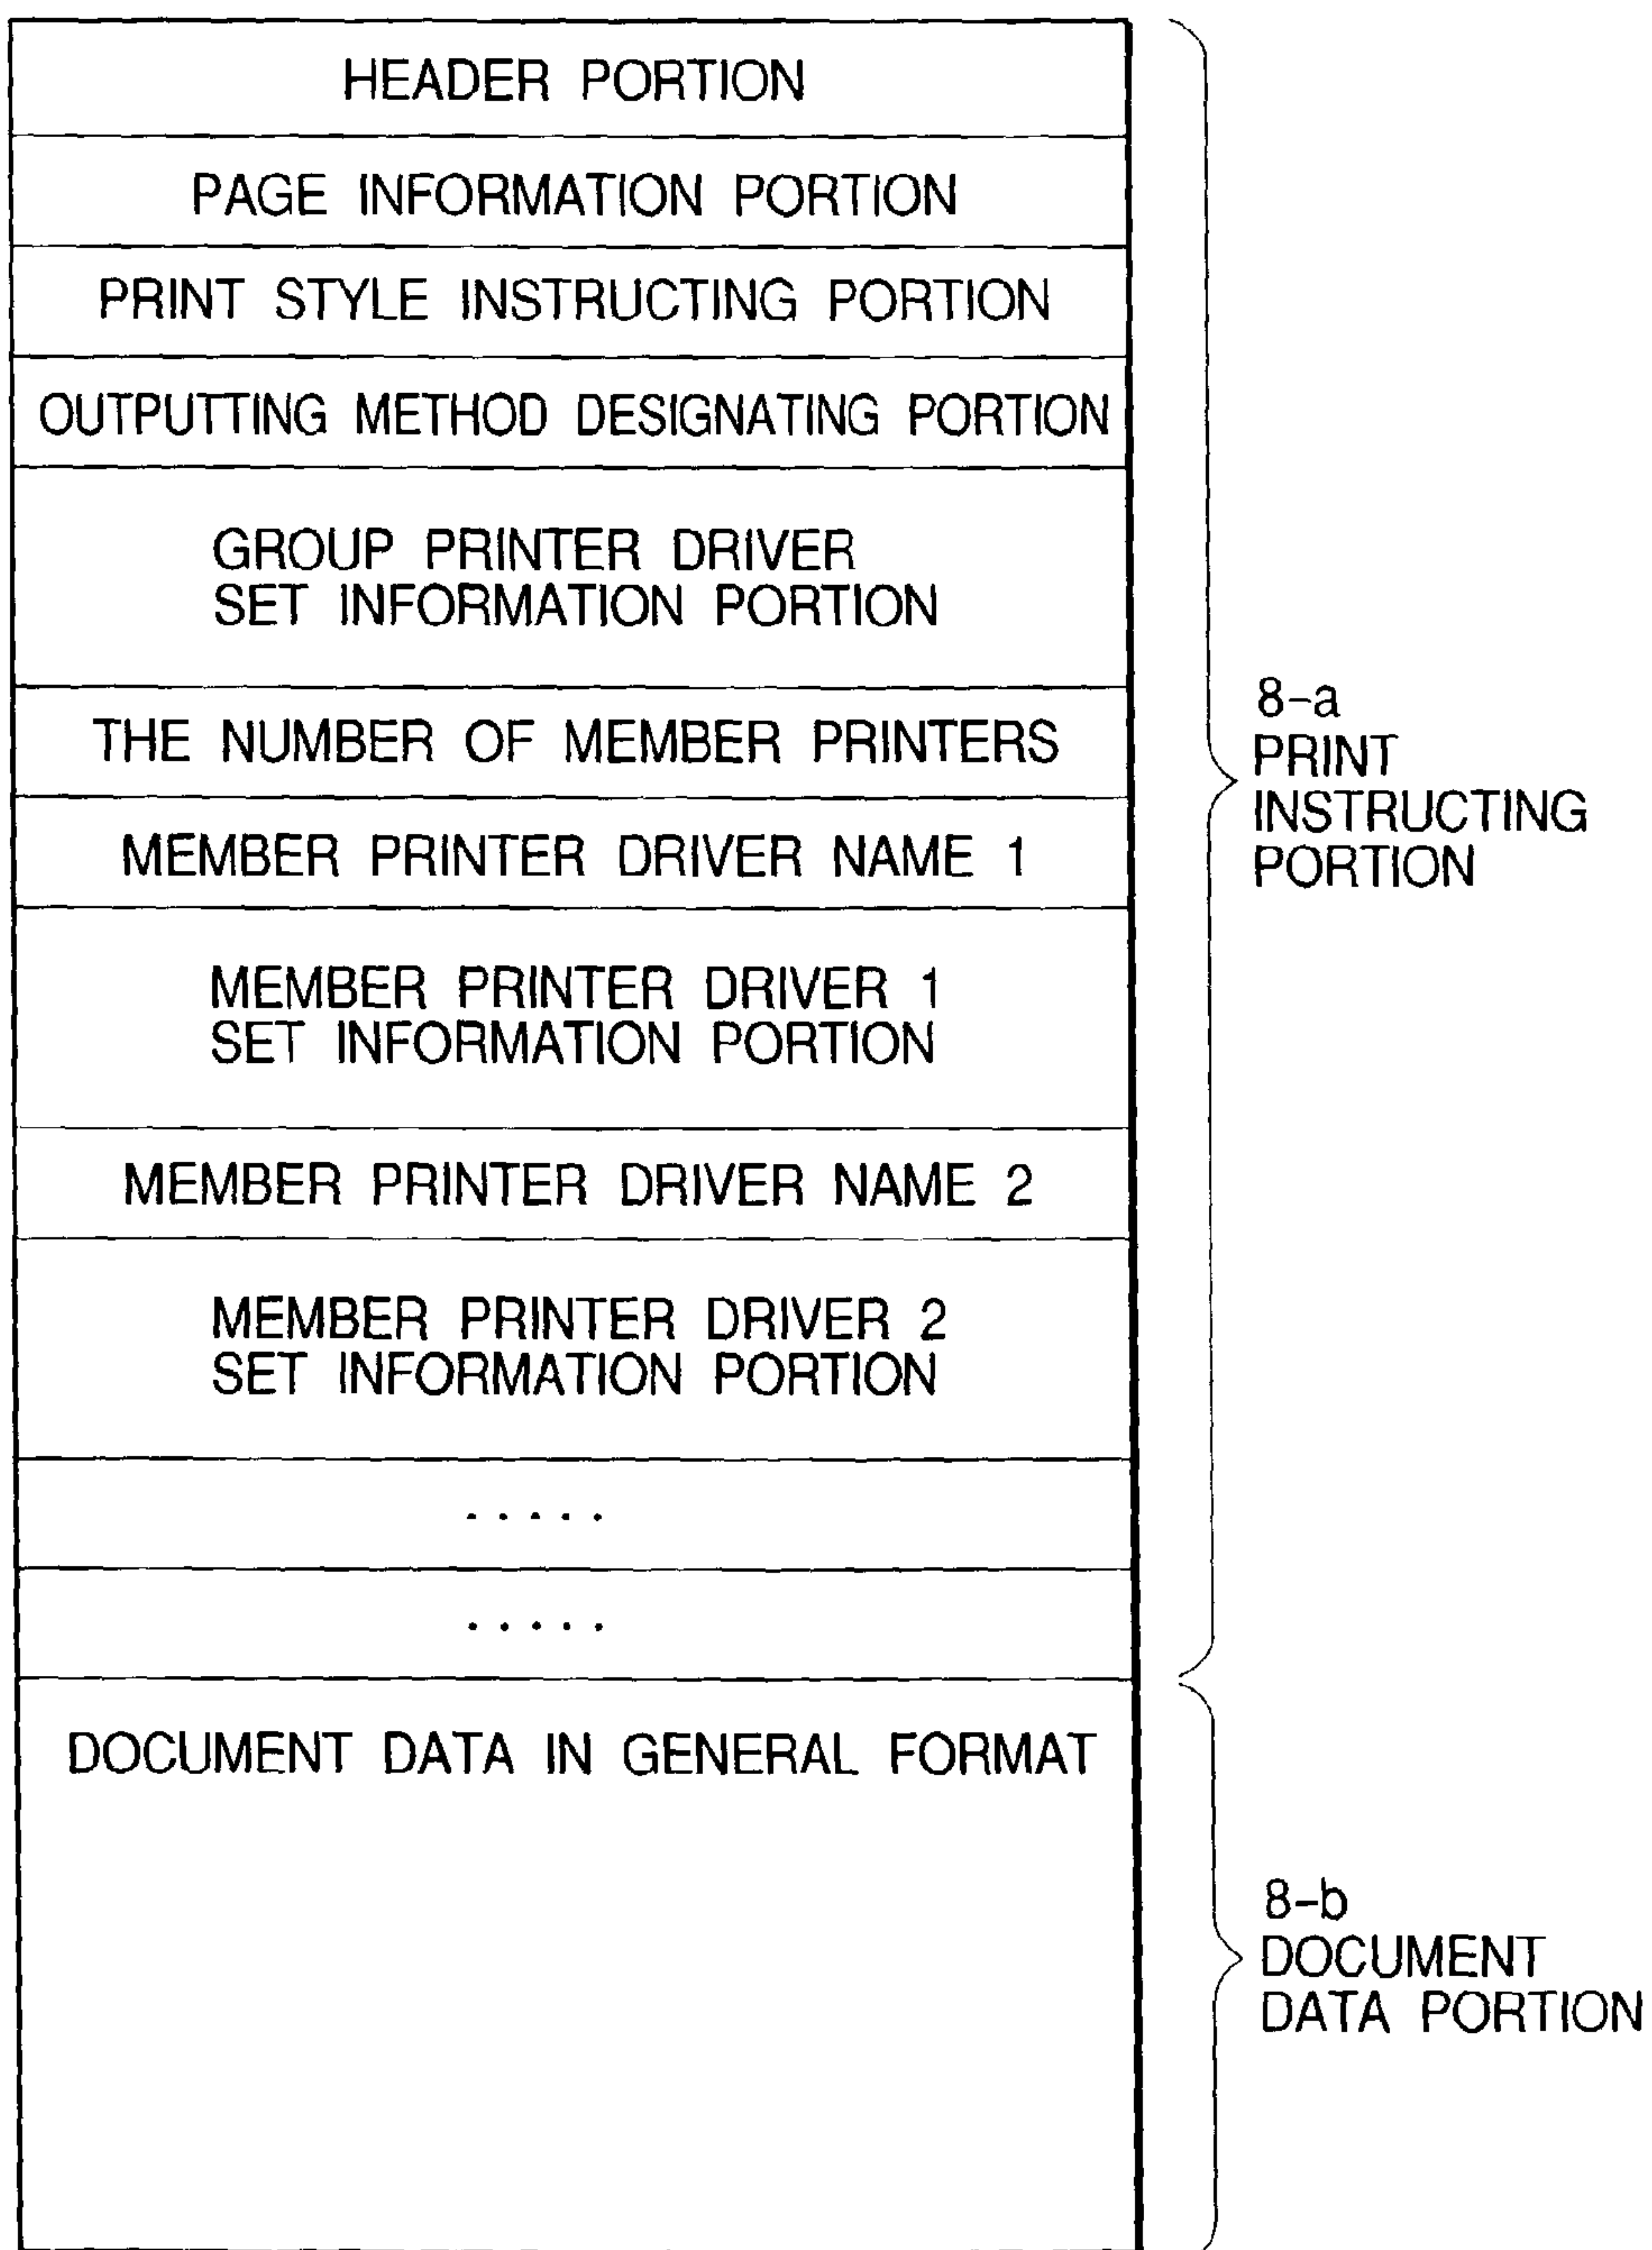 HEADER PORTION
PAGE INFORMATION PORTION
PRINT STYLE INSTRUCTING PORTION
OUTPUTTING METHOD DESIGNATING PORTION
GROUP PRINTER DRIVER
SET INFORMATION PORTION
THE NUMBER OF MEMBER PRINTERS
MEMBER PRINTER DRIVER NAME 1
MEMBER PRINTER DRIVER 1
SET INFORMATION PORTION
MEMBER PRINTER DRIVER NAME 2
MEMBER PRINTER DRIVER 2
SET INFORMATION PORTION
.....
.....
8-a
PRINT
INSTRUCTING
PORTION
DOCUMENT DATA IN GENERAL FORMAT
8-b
DOCUMENT
DATA PORTION